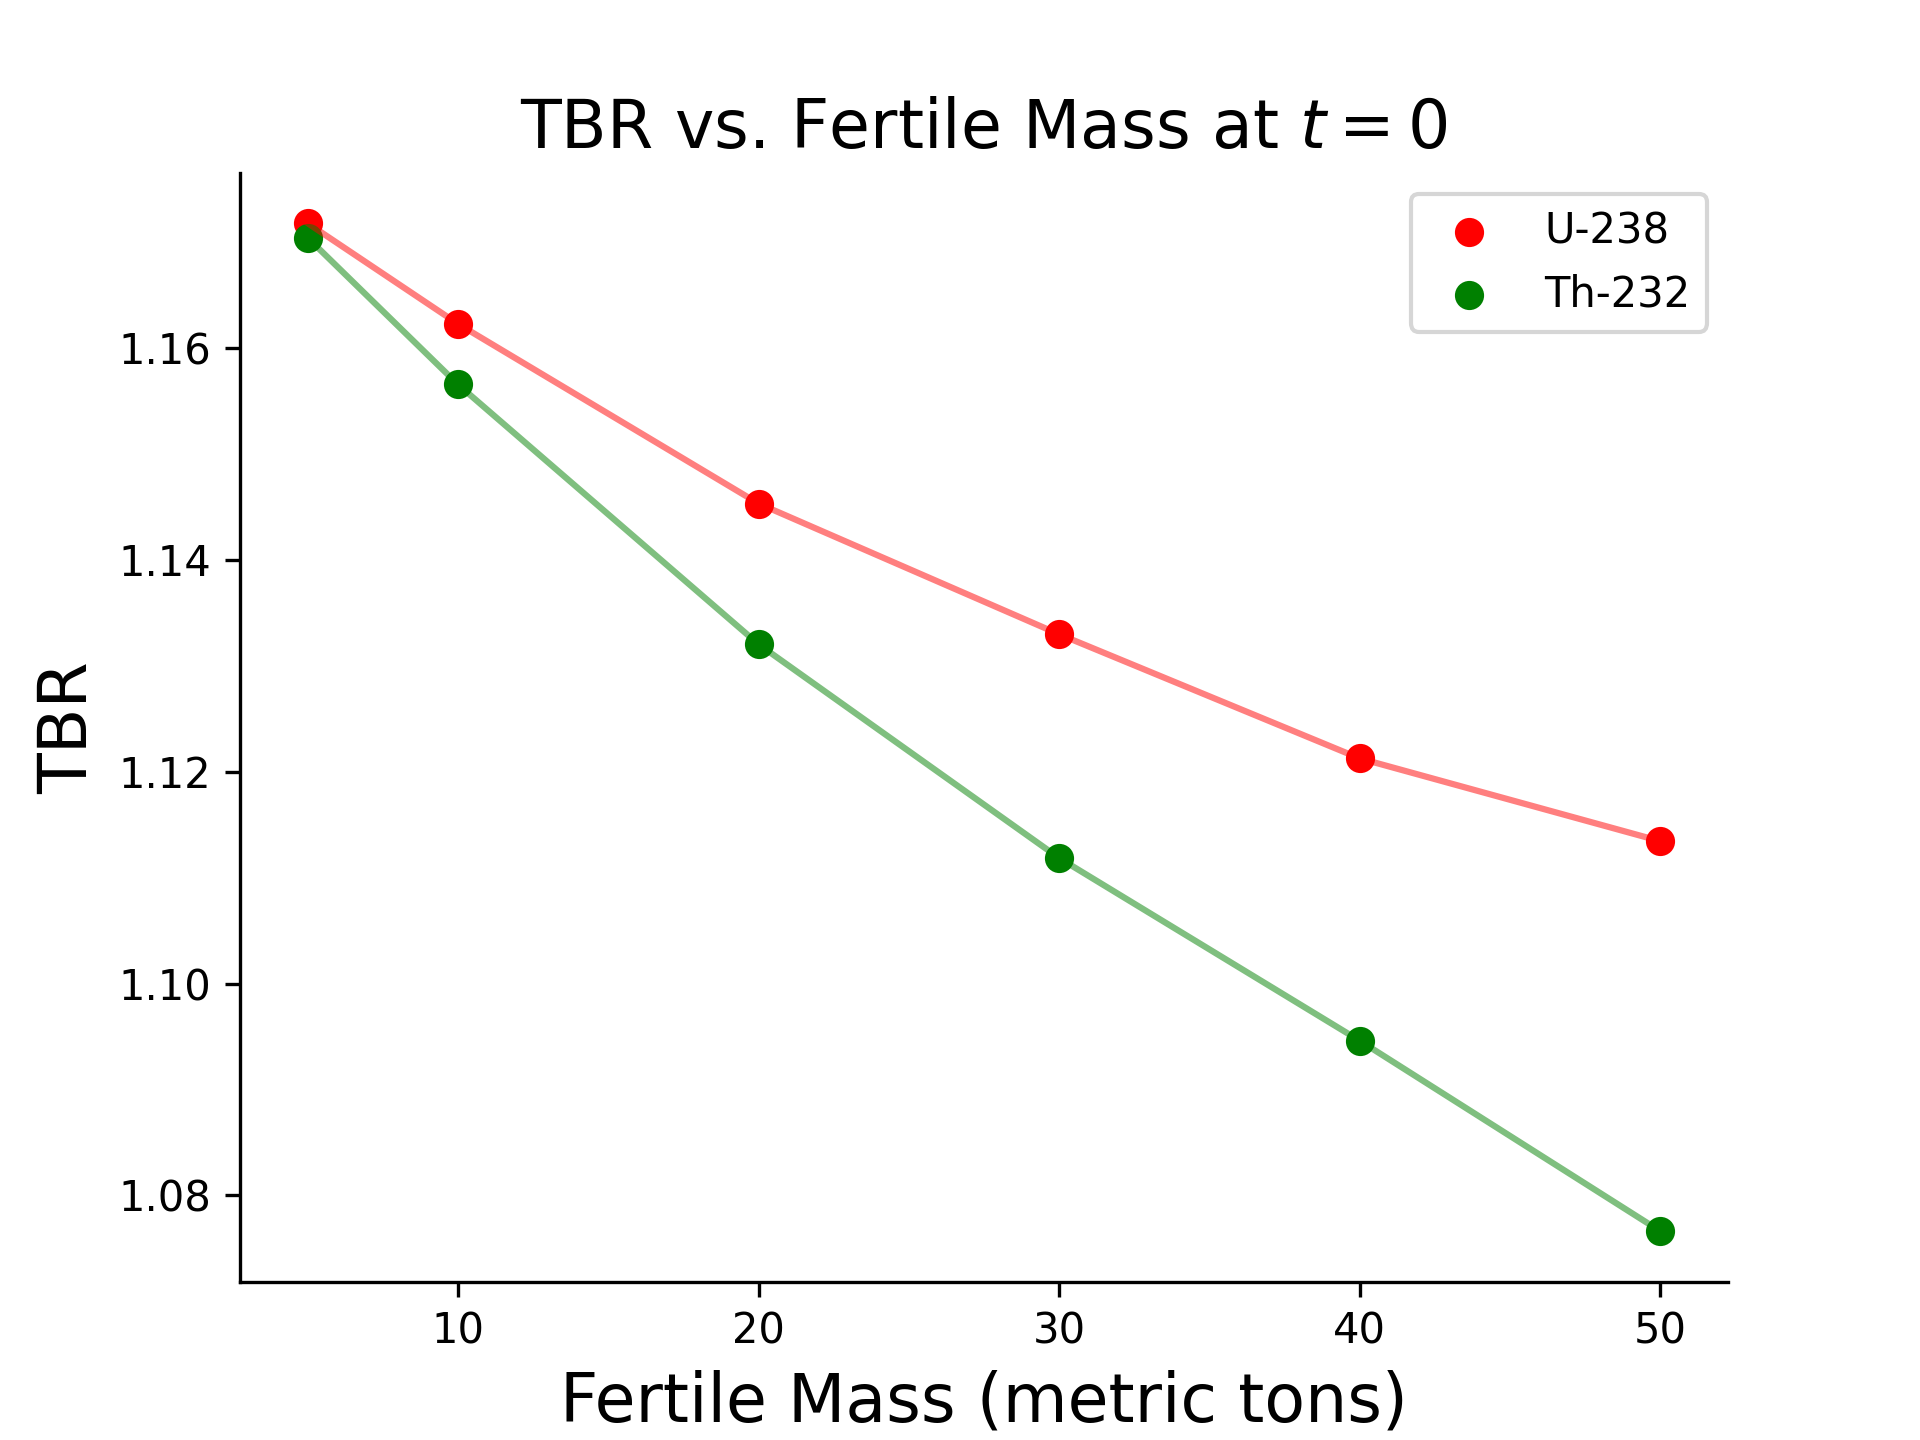 TBR vs. Fertile Mass at t = 0
U-238
Th-232
1.16
1.14
1.12
1.10
1.08
TBR
10 20 30 40 50
Fertile Mass (metric tons)